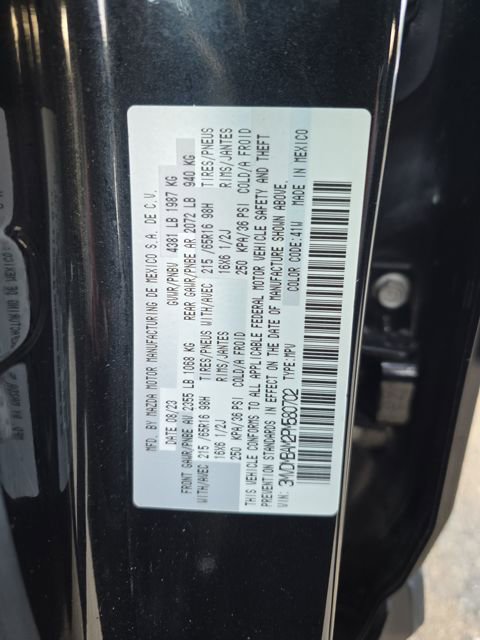 MFD. BY MAZDA MOTOR MANUFACTURING DE MEXICO S.A. DE C.V.
DATE 08/23 GVWR/PNBV 4381 LB 1987 KG
FRONT GAWR/PNBE AV 2355 LB 1068 KG REAR GAWR/PNBE AR 2072 LB 940 KG
WITH/AVEC 215 /65R16 98H TIRES/PNEUS WITH/AVEC 215 /65R16 98H TIRES/PNEUS
16X6 1/2J RIMS/JANTES 16X6 1/2J RIMS/JANTES
250 KPA/36 PSI COLD/A FROID 250 KPA/36 PSI COLD/A FROID
THIS VEHICLE CONFORMS TO ALL APPLICABLE FEDERAL MOTOR VEHICLE SAFETY AND THEFT
PREVENTION STANDARDS IN EFFECT ON THE DATE OF MANUFACTURE SHOWN ABOVE.
VIN: 3MVDMBAM2PM580702 TYPE:MPV COLOR CODE:41W MADE IN MEXICO